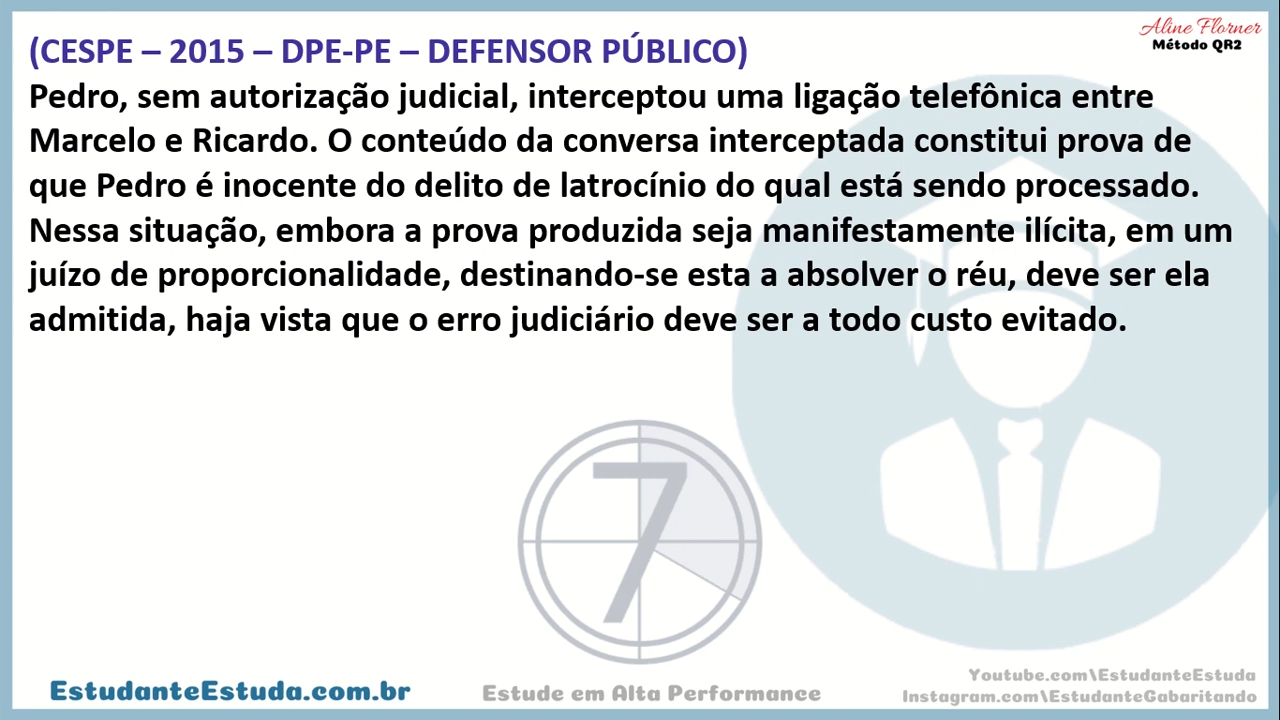 Aline Florner
Método QR2
(CESPE – 2015 – DPE-PE – DEFENSOR PÚBLICO)
Pedro, sem autorização judicial, interceptou uma ligação telefônica entre
Marcelo e Ricardo. O conteúdo da conversa interceptada constitui prova de
que Pedro é inocente do delito de latrocínio do qual está sendo processado.
Nessa situação, embora a prova produzida seja manifestamente ilícita, em um
juízo de proporcionalidade, destinando-se esta a absolver o réu, deve ser ela
admitida, haja vista que o erro judiciário deve ser a todo custo evitado.
7
EstudanteEstuda.com.br
Estude em Alta Performance
Youtube.com\EstudanteEstuda
Instagram.com\EstudanteGabaritando